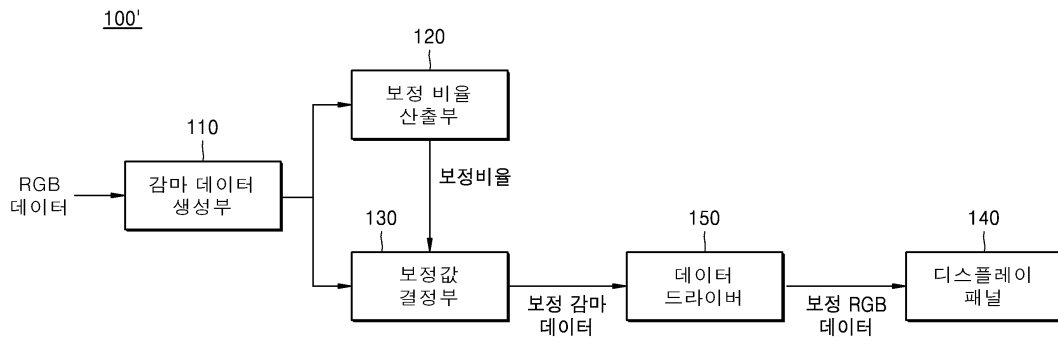 100'
120
보정 비율
산출부
110
RGB
데이터
감마 데이터
생성부
보정비율
130
보정값
결정부
보정 감마
데이터
150
데이터
드라이버
보정 RGB
데이터
140
디스플레이
패널